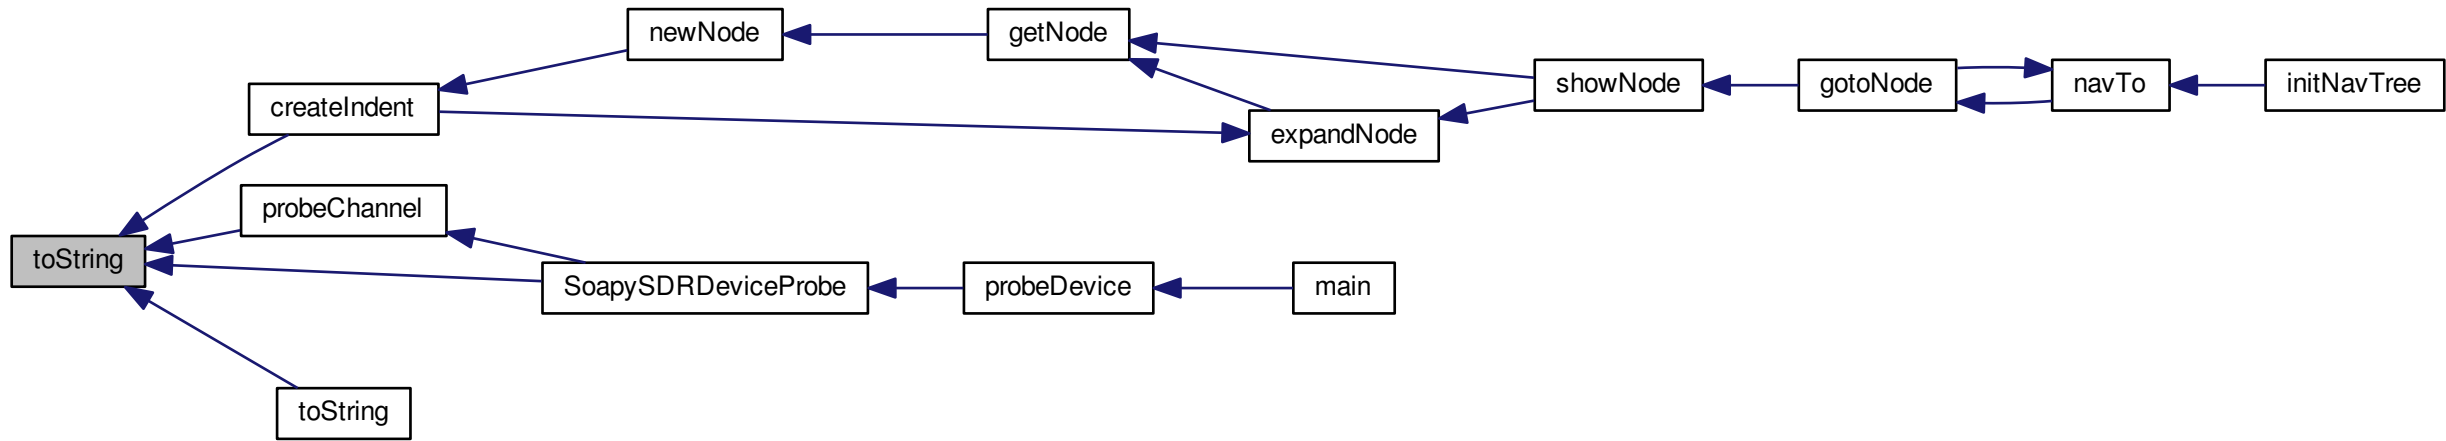 newNode
getNode
createIndent
showNode
gotoNode
navTo
initNavTree
expandNode
probeChannel
toString
SoapySDRDeviceProbe
probeDevice
main
toString